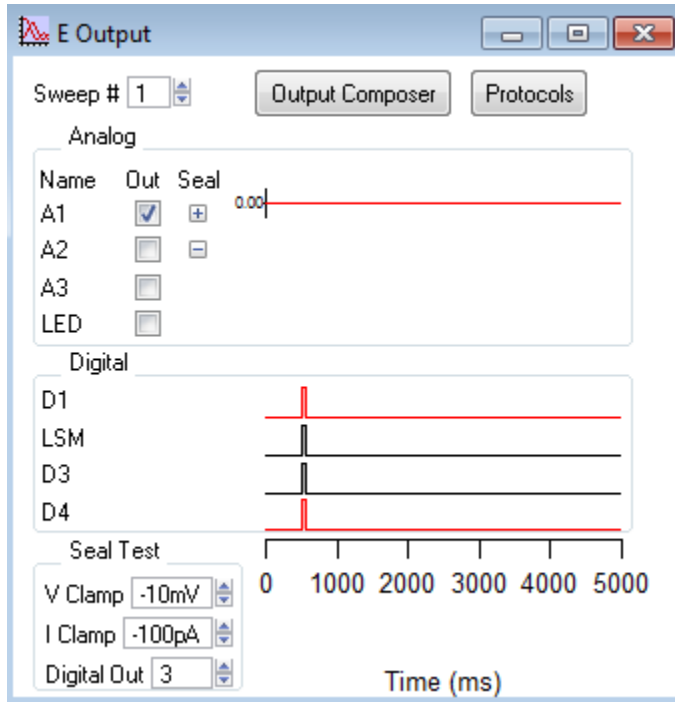 E Output
Sweep # 1 Output Composer Protocols
Analog
Name Out Seal
A1 0.00
A2
A3
LED
Digital
D1
LSM
D3
D4
Seal Test
V Clamp -10mV
I Clamp -100pA
Digital Out 3
0 1000 2000 3000 4000 5000
Time (ms)